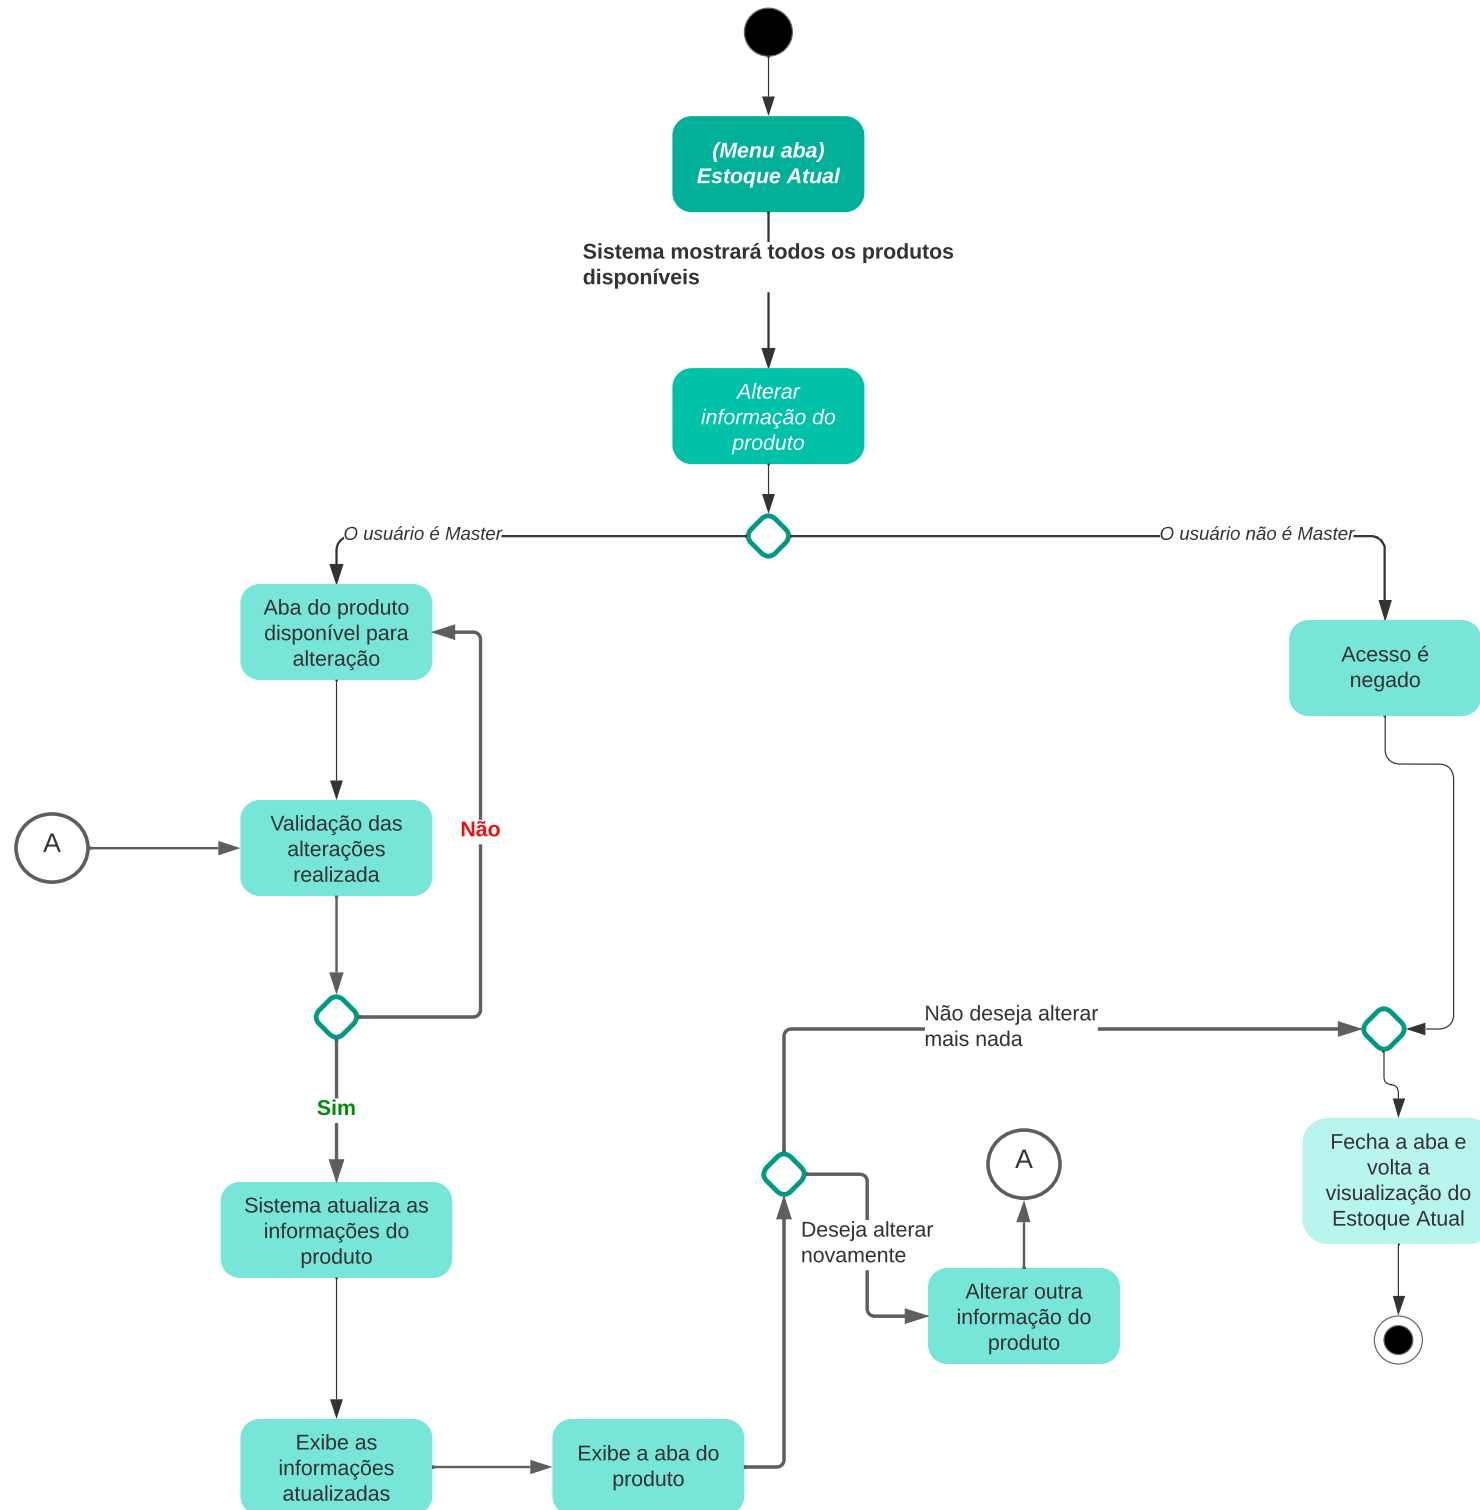 (Menu aba)
Estoque Atual
Sistema mostrará todos os produtos
disponíveis
Alterar
informação do
produto
O usuário é Master
O usuário não é Master
Aba do produto
disponível para
alteração
Acesso é
negado
A
Validação das
alterações
realizada
Não
Sim
Não deseja alterar
mais nada
A
Deseja alterar
novamente
Fecha a aba e
volta a
visualização do
Estoque Atual
Sistema atualiza as
informações do
produto
Alterar outra
informação do
produto
Exibe as
informações
atualizadas
Exibe a aba do
produto